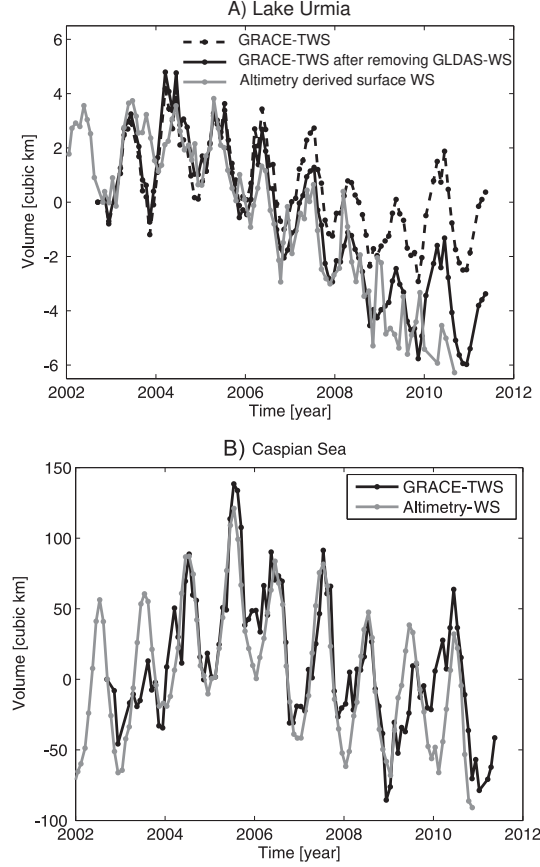 A) Lake Urmia
GRACE-TWS
GRACE-TWS after removing GLDAS-WS
Altimetry derived surface WS
Volume [cubic km]
6
4
2
0
-2
-4
-6
2002 2004 2006 2008 2010 2012
Time [year]
B) Caspian Sea
GRACE-TWS
Altimetry-WS
Volume [cubic km]
150
100
50
0
-50
-100
2002 2004 2006 2008 2010 2012
Time [year]